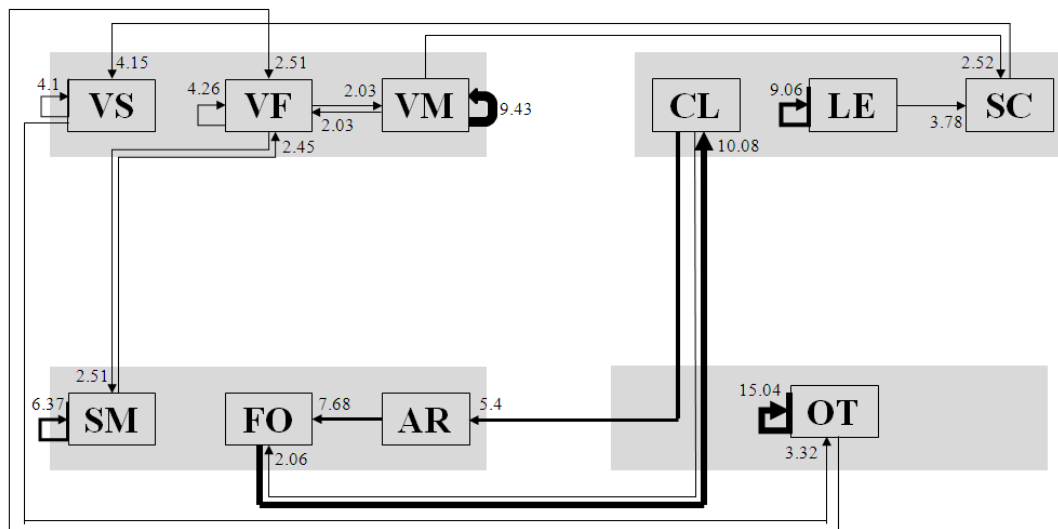 4.15
2.51
2.52
4.1
VS
4.26
VF
2.03
VM
9.43
CL
9.06
LE
SC
2.03
3.78
2.45
10.08
2.51
6.37
SM
FO
7.68
AR
5.4
15.04
OT
2.06
3.32